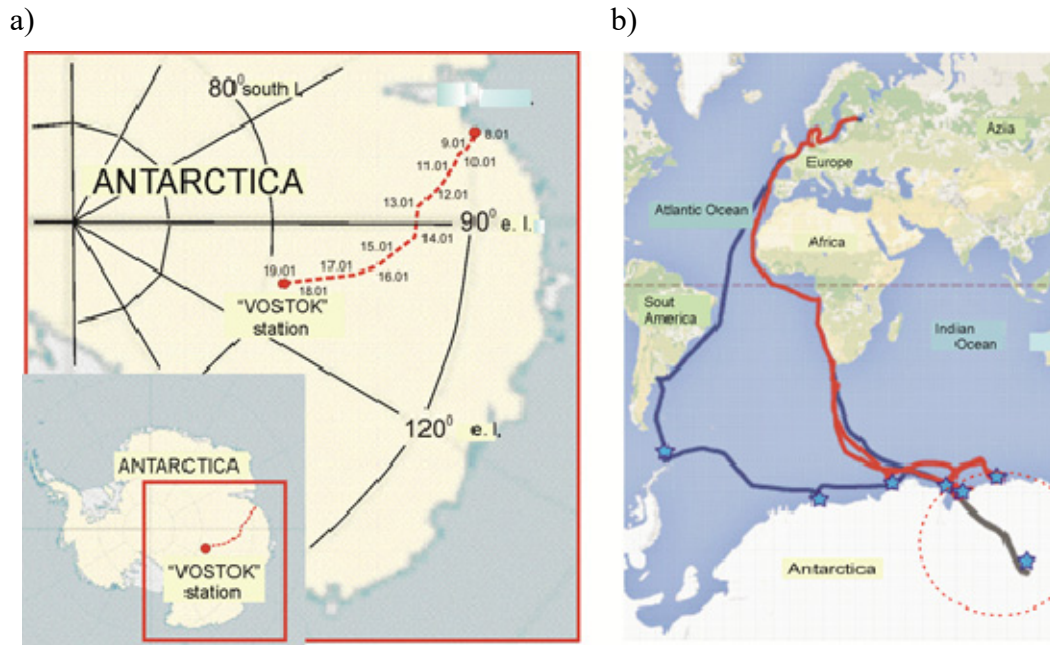 a)
80⁰ south l.
8.01
9.01
10.01
11.01
12.01
ANTARCTICA
13.01
14.01
90⁰ e. l.
15.01
16.01
17.01
19.01
18.01
"VOSTOK"
station
120⁰ e. l.
ANTARCTICA
"VOSTOK"
station
b)
Azia
Europe
Atlantic Ocean
Africa
Sout
America
Indian
Ocean
Antarctica